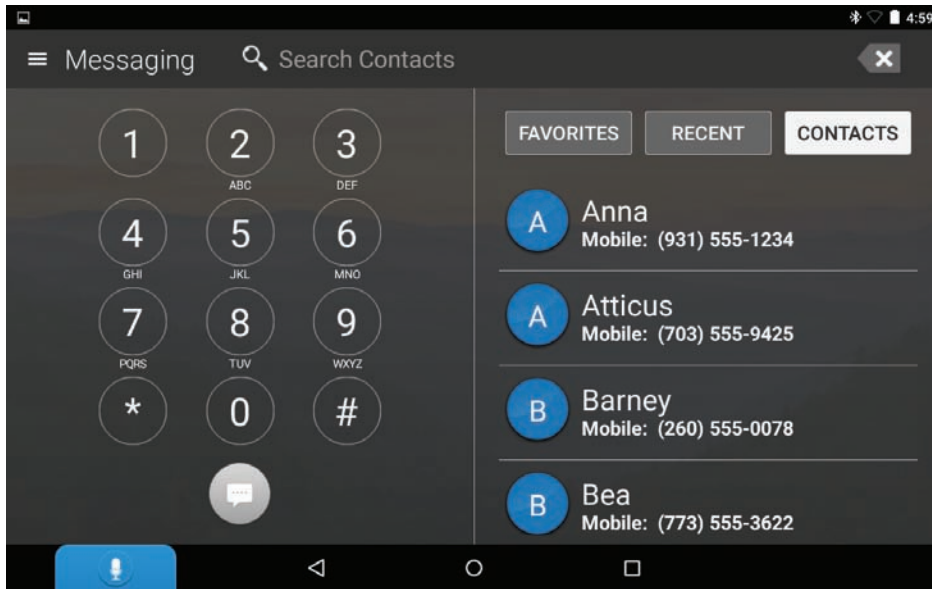 4:59
Messaging Search Contacts
1 2 3
ABC DEF
4 5 6
GHI JKL MNO
7 8 9
PQRS TUV WXYZ
* 0 #
FAVORITES RECENT CONTACTS
A Anna
Mobile: (931) 555-1234
A Atticus
Mobile: (703) 555-9425
B Barney
Mobile: (260) 555-0078
B Bea
Mobile: (773) 555-3622